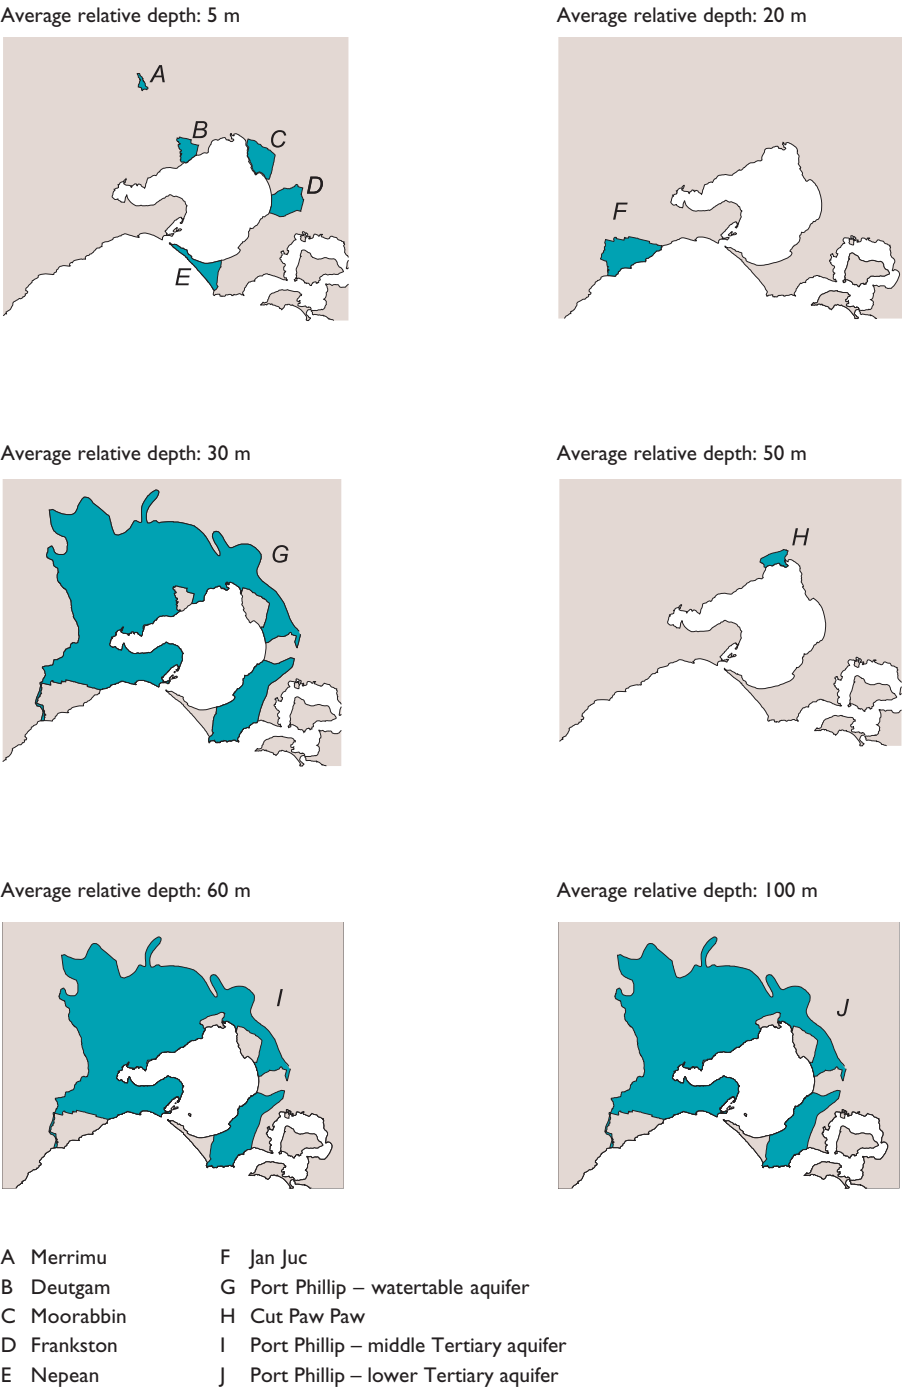 Average relative depth: 5 m
Average relative depth: 20 m
A
B
C
D
E
F
Average relative depth: 30 m
Average relative depth: 50 m
G
H
Average relative depth: 60 m
Average relative depth: 100 m
I
J
A Merrimu
B Deutgam
C Moorabbin
D Frankston
E Nepean
F Jan Juc
G Port Phillip – watertable aquifer
H Cut Paw Paw
I Port Phillip – middle Tertiary aquifer
J Port Phillip – lower Tertiary aquifer